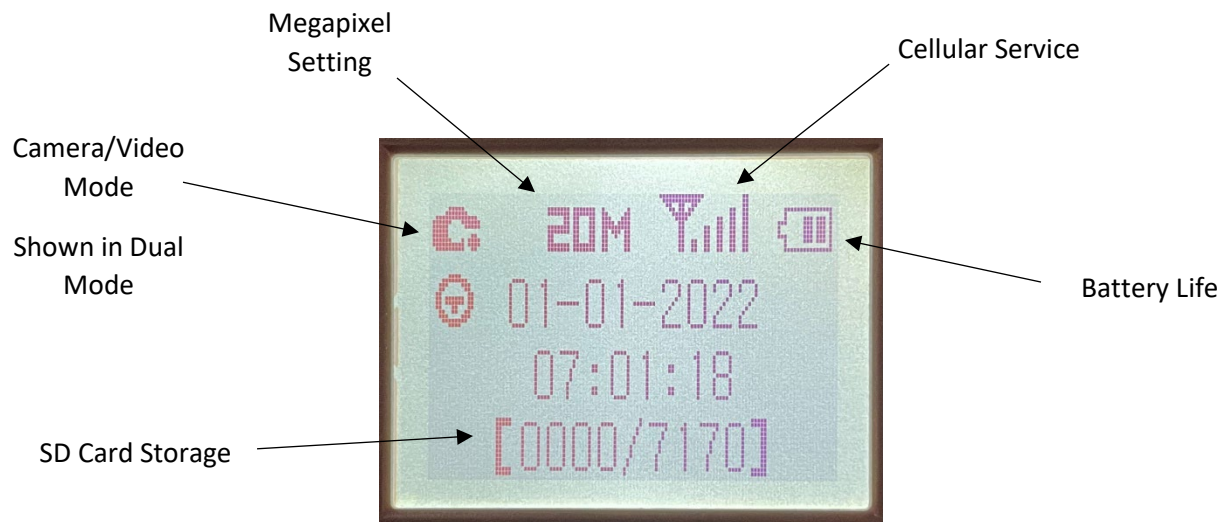 Megapixel
Setting
Cellular Service
Camera/Video
Mode
Shown in Dual
Mode
20M
Battery Life
01-01-2022
07:01:18
SD Card Storage
[0000/7170]